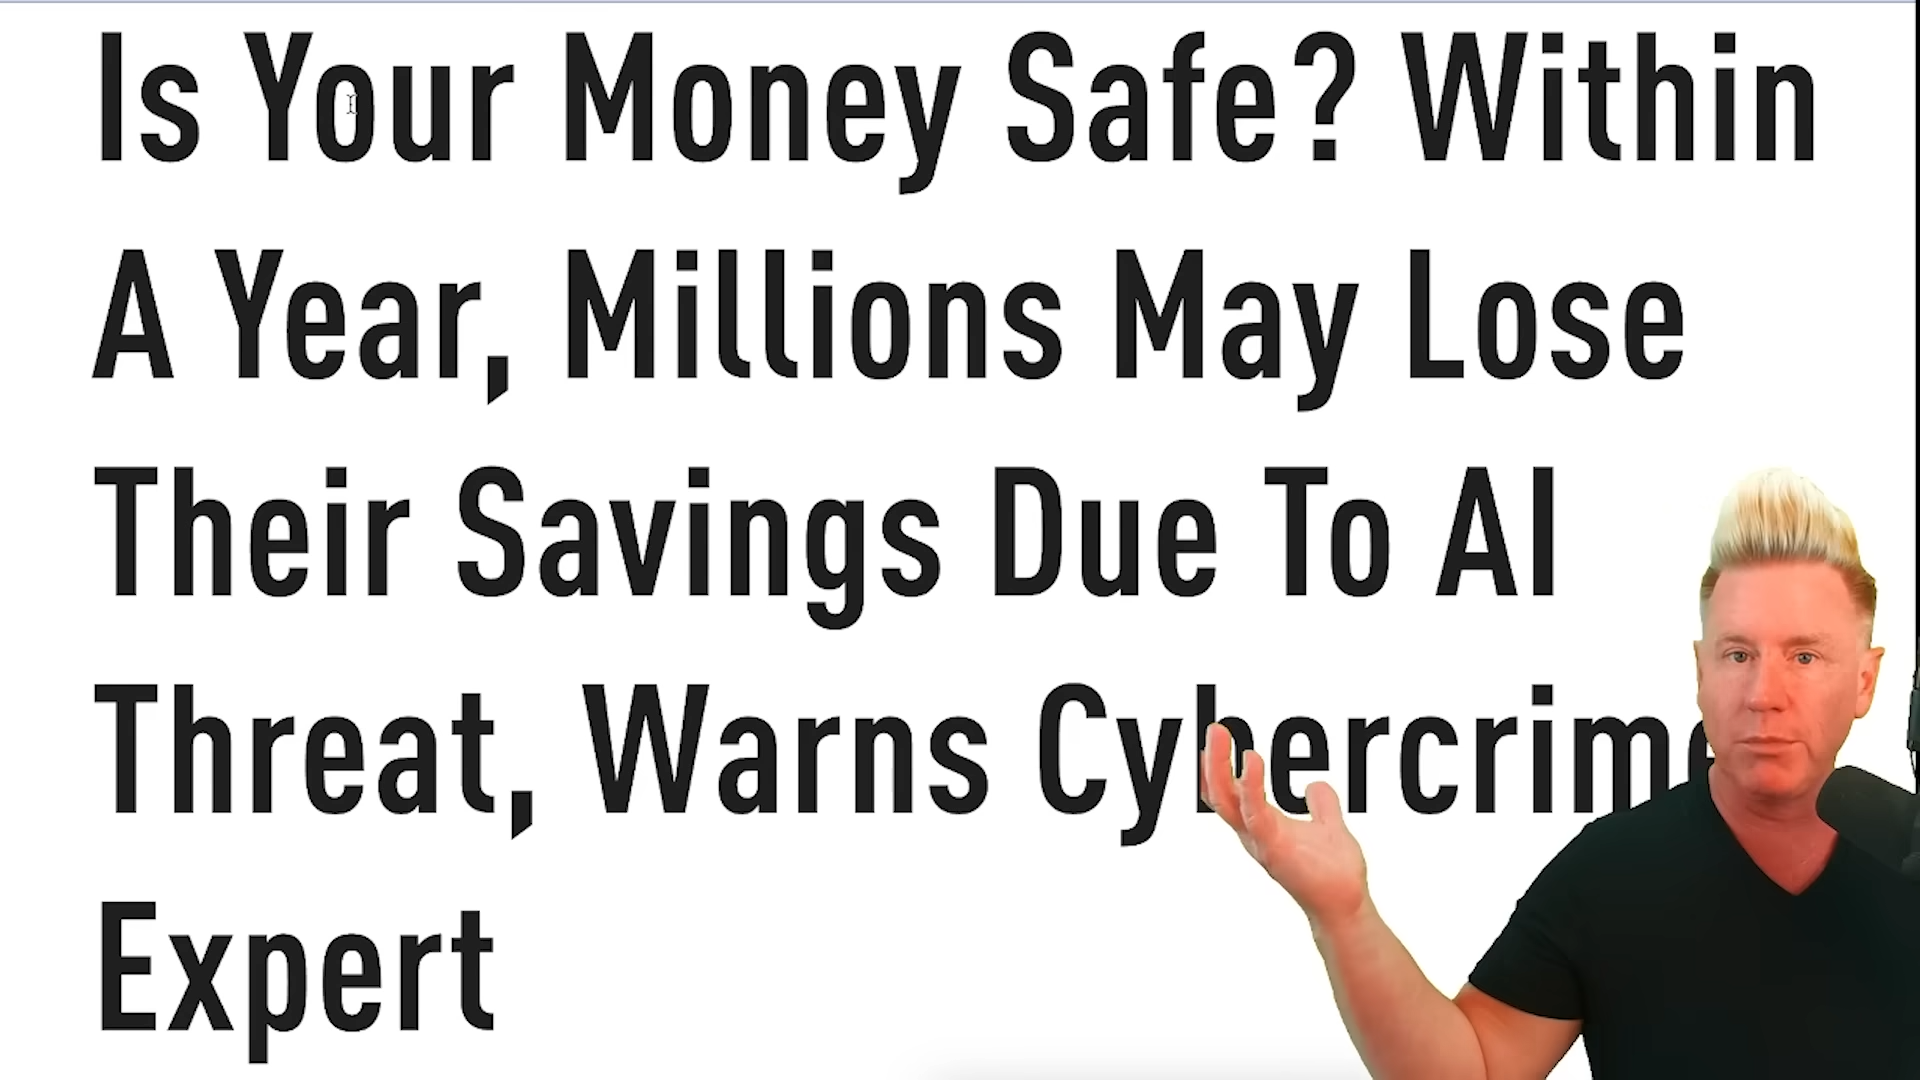 Is Your Money Safe? Within
A Year, Millions May Lose
Their Savings Due To AI
Threat, Warns Cybercrime
Expert